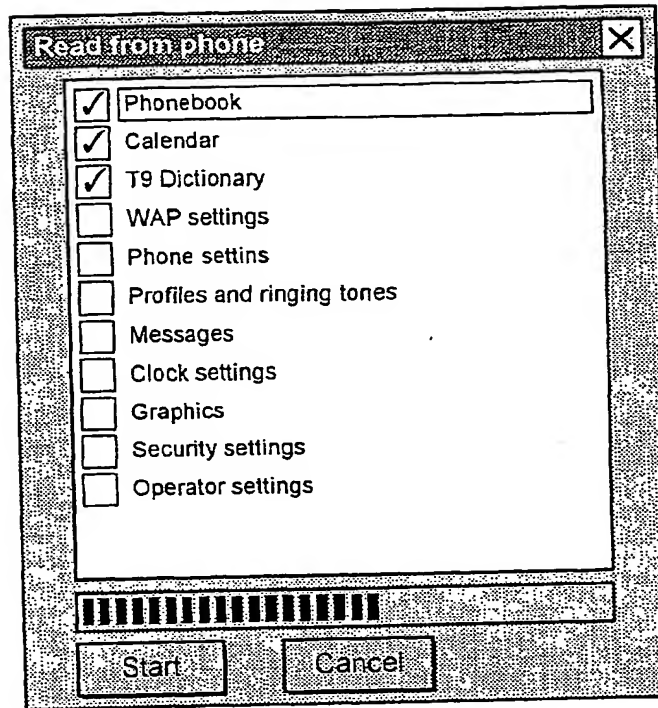 Read from phone
Phonebook
Calendar
T9 Dictionary
WAP settings
Phone settins
Profiles and ringing tones
Messages
Clock settings
Graphics
Security settings
Operator settings
Start
Cancel